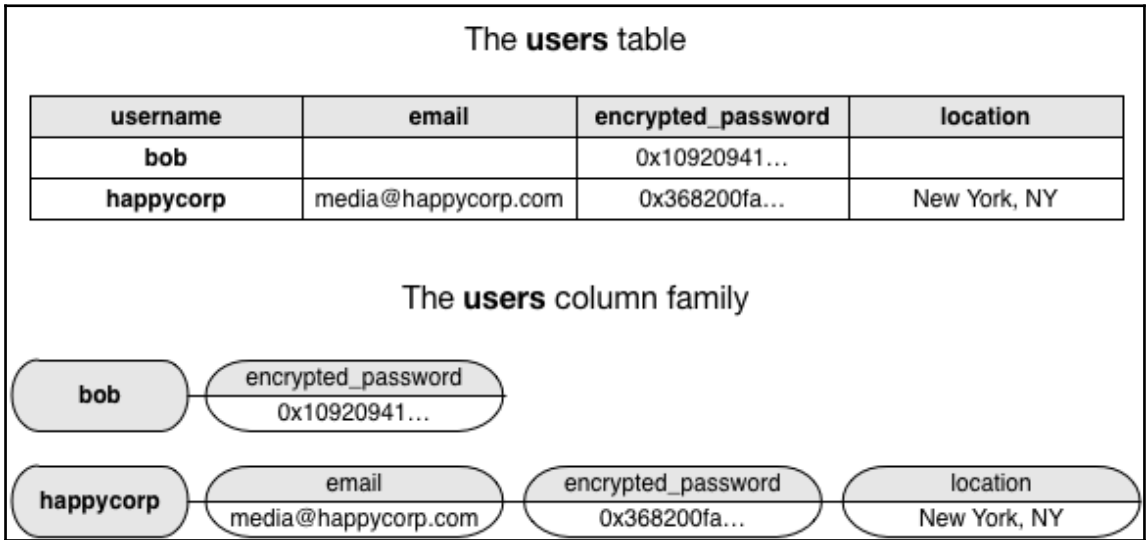 The users table
username email encrypted_password location
bob 0x10920941...
happycorp media@happycorp.com 0x368200fa... New York, NY
The users column family
bob encrypted_password
0x10920941...
happycorp email encrypted_password location
media@happycorp.com 0x368200fa... New York, NY